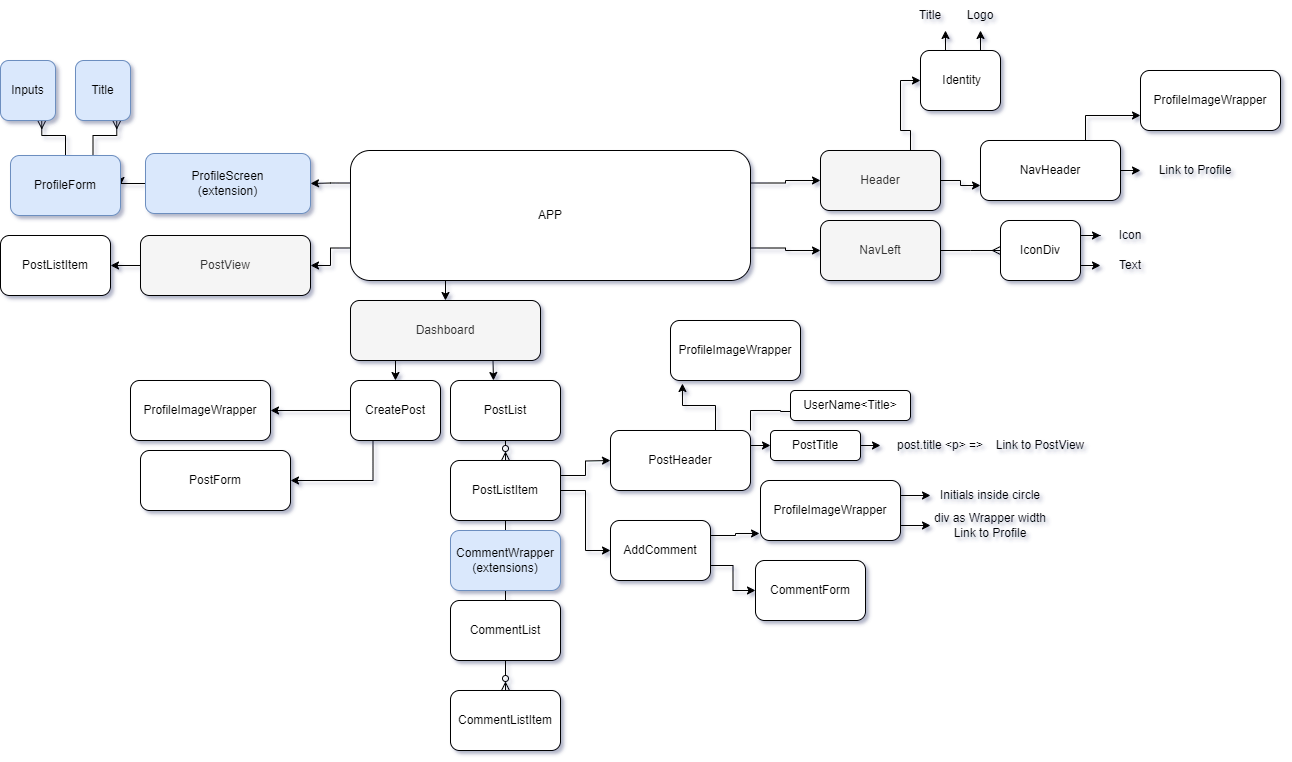 Title
Logo
Inputs
Title
Identity
ProfileImageWrapper
ProfileForm
ProfileScreen
(extension)
APP
Header
NavHeader
Link to Profile
PostListItem
PostView
NavLeft
IconDiv
Icon
Text
Dashboard
ProfileImageWrapper
ProfileImageWrapper
CreatePost
PostList
UserName<Title>
PostHeader
PostTitle
post.title <p> => Link to PostView
PostForm
PostListItem
ProfileImageWrapper
Initials inside circle
div as Wrapper width
Link to Profile
CommentWrapper
(extensions)
AddComment
CommentForm
CommentList
CommentListItem